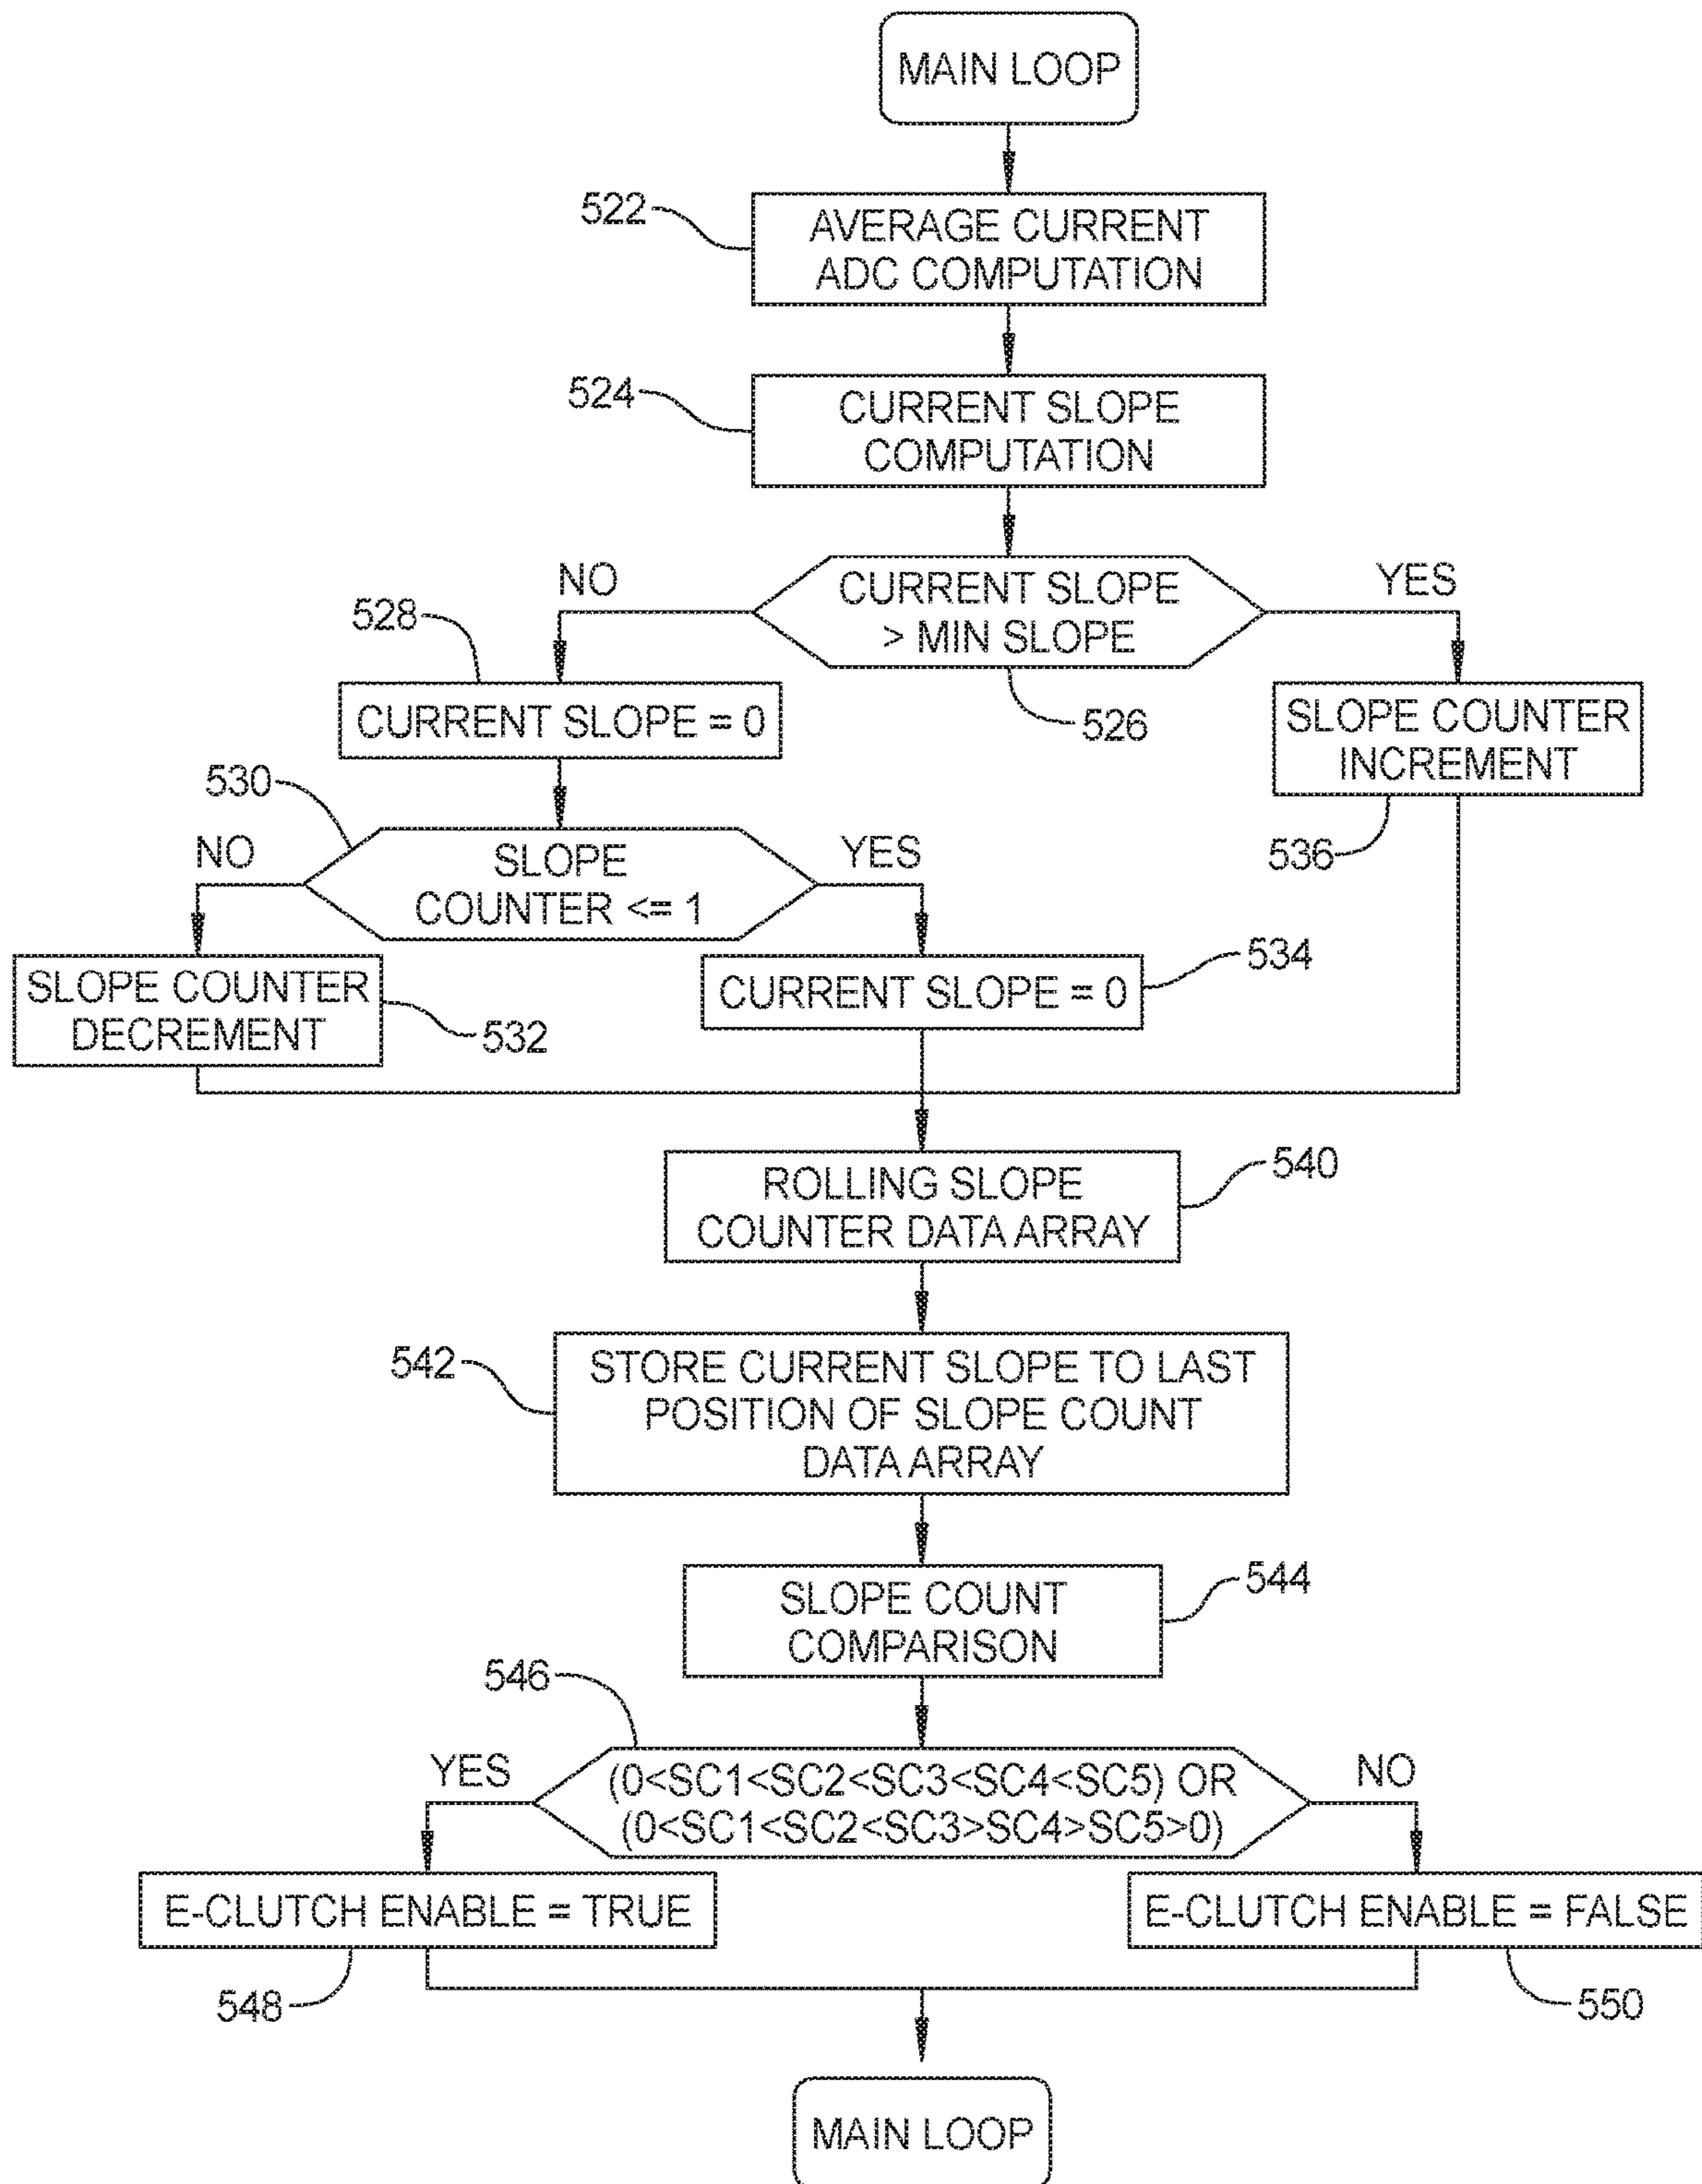 MAIN LOOP
522
AVERAGE CURRENT
ADC COMPUTATION
524
CURRENT SLOPE
COMPUTATION
NO
CURRENT SLOPE
> MIN SLOPE
YES
528
526
CURRENT SLOPE = 0
SLOPE COUNTER
INCREMENT
530
536
NO
SLOPE
COUNTER <= 1
YES
SLOPE COUNTER
DECREMENT
532
CURRENT SLOPE = 0
534
ROLLING SLOPE
COUNTER DATA ARRAY
540
542
STORE CURRENT SLOPE TO LAST
POSITION OF SLOPE COUNT
DATA ARRAY
SLOPE COUNT
COMPARISON
544
546
YES
(0<SC1<SC2<SC3<SC4<SC5) OR
(0<SC1<SC2<SC3>SC4>SC5>0)
NO
E-CLUTCH ENABLE = TRUE
E-CLUTCH ENABLE = FALSE
548
550
MAIN LOOP